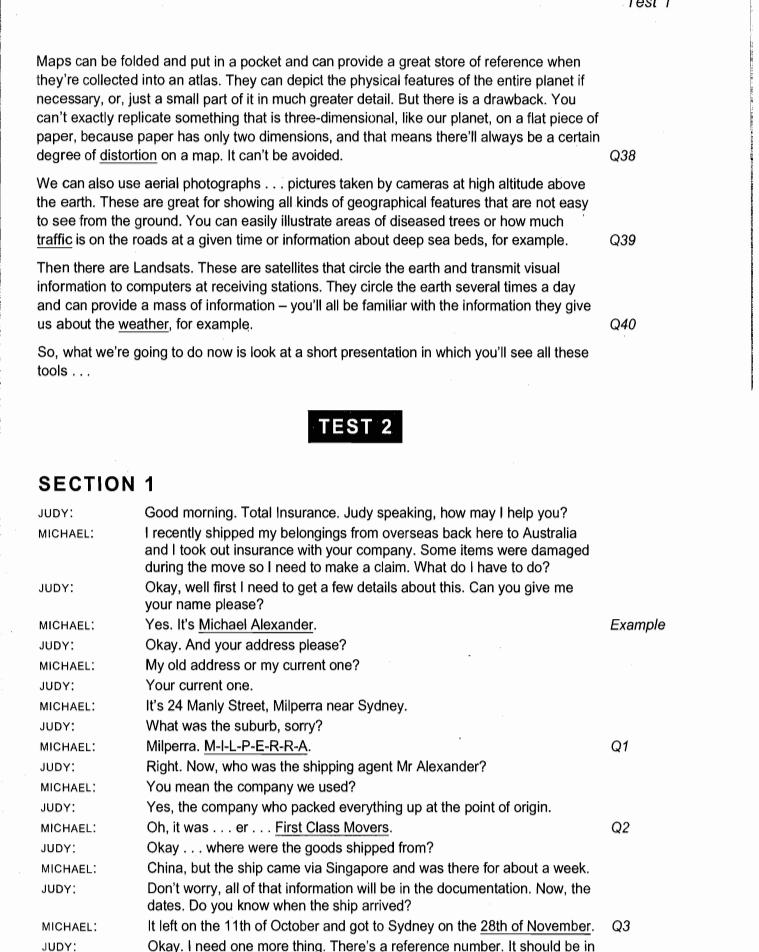 Test 1
Maps can be folded and put in a pocket and can provide a great store of reference when
they're collected into an atlas. They can depict the physical features of the entire planet if
necessary, or, just a small part of it in much greater detail. But there is a drawback. You
can't exactly replicate something that is three-dimensional, like our planet, on a flat piece of
paper, because paper has only two dimensions, and that means there'll always be a certain
degree of distortion on a map. It can't be avoided. Q38
We can also use aerial photographs . . . pictures taken by cameras at high altitude above
the earth. These are great for showing all kinds of geographical features that are not easy
to see from the ground. You can easily illustrate areas of diseased trees or how much
traffic is on the roads at a given time or information about deep sea beds, for example. Q39
Then there are Landsats. These are satellites that circle the earth and transmit visual
information to computers at receiving stations. They circle the earth several times a day
and can provide a mass of information – you'll all be familiar with the information they give
us about the weather, for example. Q40
So, what we're going to do now is look at a short presentation in which you'll see all these
tools . . .
TEST 2
SECTION 1
JUDY: Good morning. Total Insurance. Judy speaking, how may I help you?
MICHAEL: I recently shipped my belongings from overseas back here to Australia
and I took out insurance with your company. Some items were damaged
during the move so I need to make a claim. What do I have to do?
JUDY: Okay, well first I need to get a few details about this. Can you give me
your name please?
MICHAEL: Yes. It's Michael Alexander. Example
JUDY: Okay. And your address please?
MICHAEL: My old address or my current one?
JUDY: Your current one.
MICHAEL: It's 24 Manly Street, Milperra near Sydney.
JUDY: What was the suburb, sorry?
MICHAEL: Milperra. M-I-L-P-E-R-R-A. Q1
JUDY: Right. Now, who was the shipping agent Mr Alexander?
MICHAEL: You mean the company we used?
JUDY: Yes, the company who packed everything up at the point of origin.
MICHAEL: Oh, it was . . . er . . . First Class Movers. Q2
JUDY: Okay . . . where were the goods shipped from?
MICHAEL: China, but the ship came via Singapore and was there for about a week.
JUDY: Don't worry, all of that information will be in the documentation. Now, the
dates. Do you know when the ship arrived?
MICHAEL: It left on the 11th of October and got to Sydney on the 28th of November. Q3
JUDY: Okay. I need one more thing. There's a reference number. It should be in